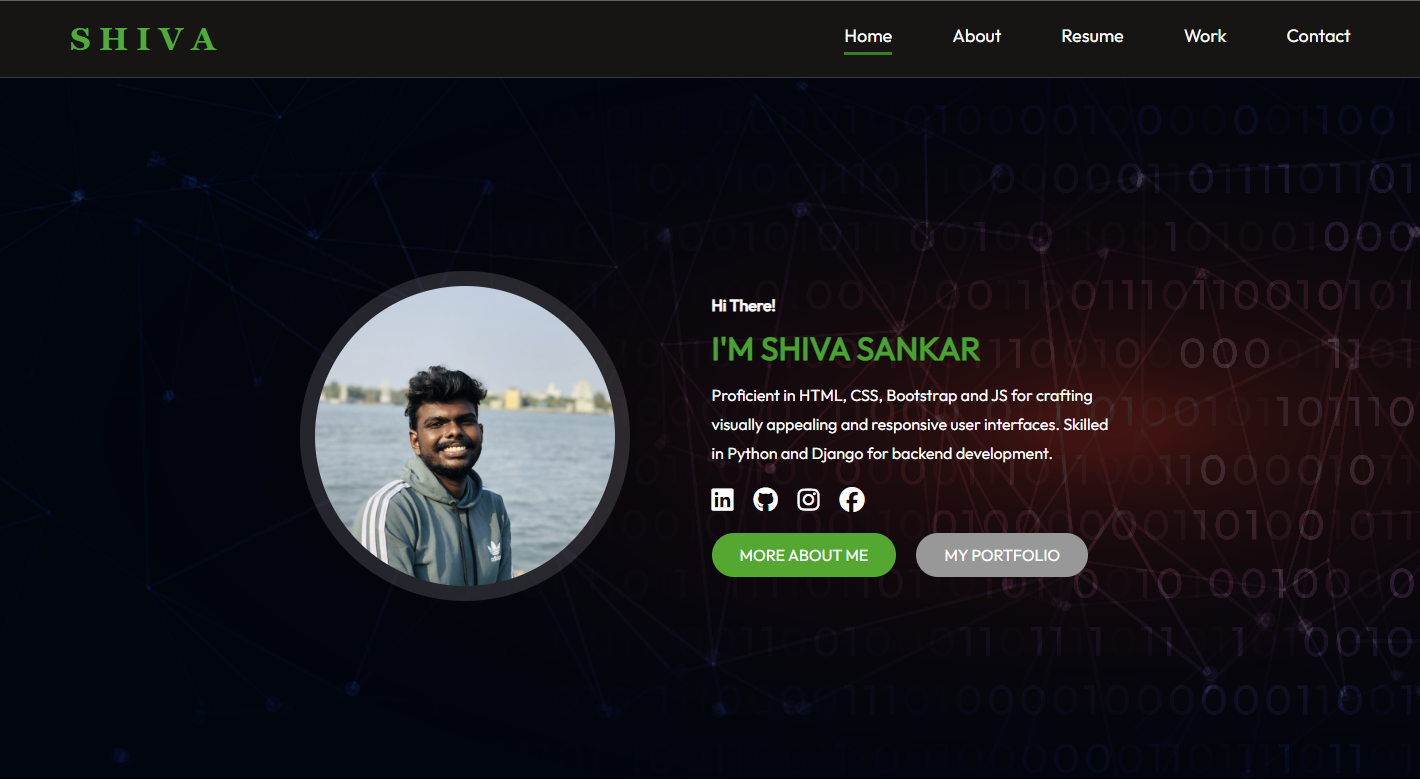 SHIVA
Home About Resume Work Contact
Hi There!
I'M SHIVA SANKAR
Proficient in HTML, CSS, Bootstrap and JS for crafting
visually appealing and responsive user interfaces. Skilled
in Python and Django for backend development.
MORE ABOUT ME
MY PORTFOLIO